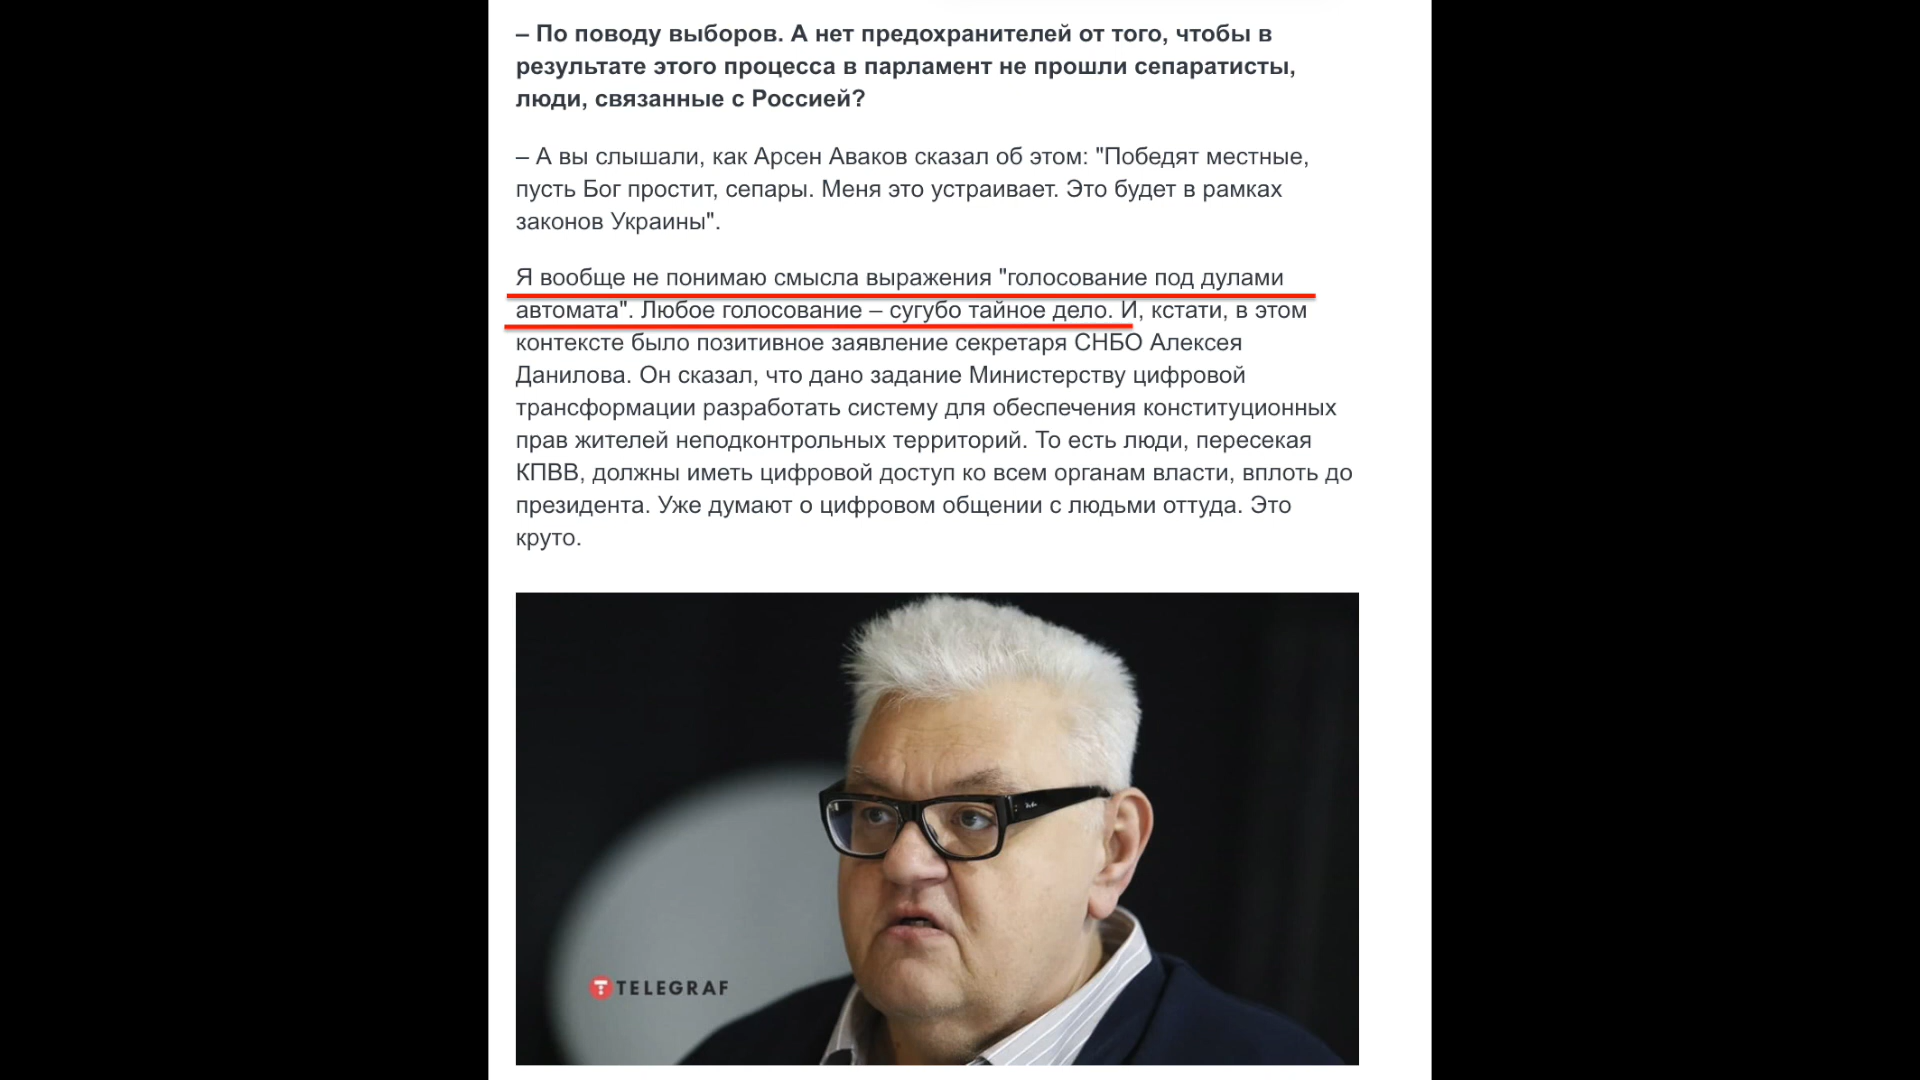 – По поводу выборов. А нет предохранителей от того, чтобы в
результате этого процесса в парламент не прошли сепаратисты,
люди, связанные с Россией?
– А вы слышали, как Арсен Аваков сказал об этом: "Победят местные,
пусть Бог простит, сепары. Меня это устраивает. Это будет в рамках
законов Украины".
Я вообще не понимаю смысла выражения "голосование под дулами
автомата". Любое голосование – сугубо тайное дело. И, кстати, в этом
контексте было позитивное заявление секретаря СНБО Алексея
Данилова. Он сказал, что дано задание Министерству цифровой
трансформации разработать систему для обеспечения конституционных
прав жителей неподконтрольных территорий. То есть люди, пересекая
КПВВ, должны иметь цифровой доступ ко всем органам власти, вплоть до
президента. Уже думают о цифровом общении с людьми оттуда. Это
круто.
TELEGRAF